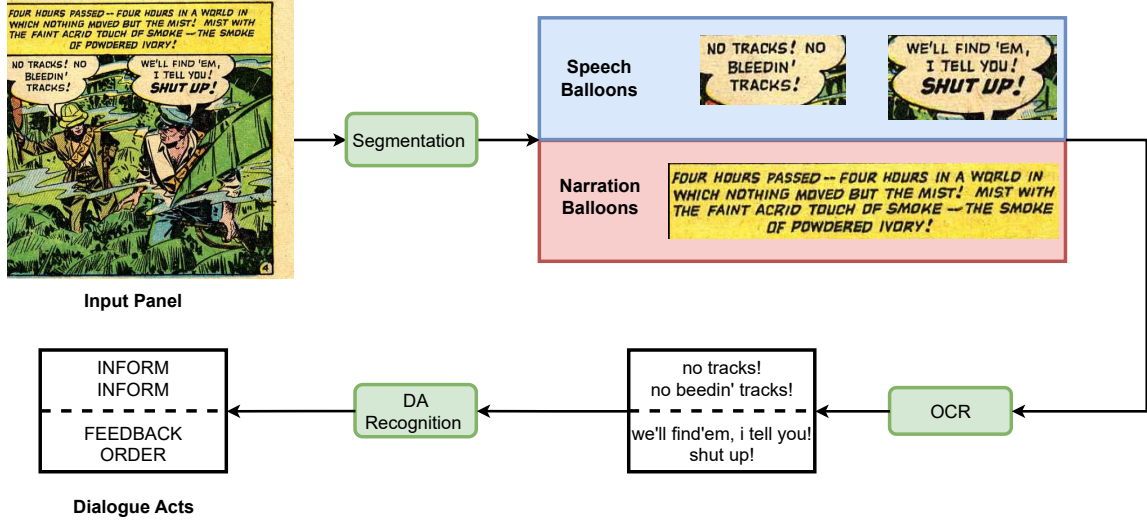 FOUR HOURS PASSED -- FOUR HOURS IN A WORLD IN
WHICH NOTHING MOVED BUT THE MIST! MIST WITH
THE FAINT ACRID TOUCH OF SMOKE -- THE SMOKE
OF POWDERED IVORY!
NO TRACKS! NO
BLEEDIN'
TRACKS!
WE'LL FIND 'EM,
I TELL YOU!
SHUT UP!
4
Input Panel
Segmentation
Speech
Balloons
NO TRACKS! NO
BLEEDIN'
TRACKS!
WE'LL FIND 'EM,
I TELL YOU!
SHUT UP!
Narration
Balloons
FOUR HOURS PASSED -- FOUR HOURS IN A WORLD IN
WHICH NOTHING MOVED BUT THE MIST! MIST WITH
THE FAINT ACRID TOUCH OF SMOKE -- THE SMOKE
OF POWDERED IVORY!
OCR
no tracks!
no beedin' tracks!
we'll find'em, i tell you!
shut up!
DA
Recognition
INFORM
INFORM
FEEDBACK
ORDER
Dialogue Acts